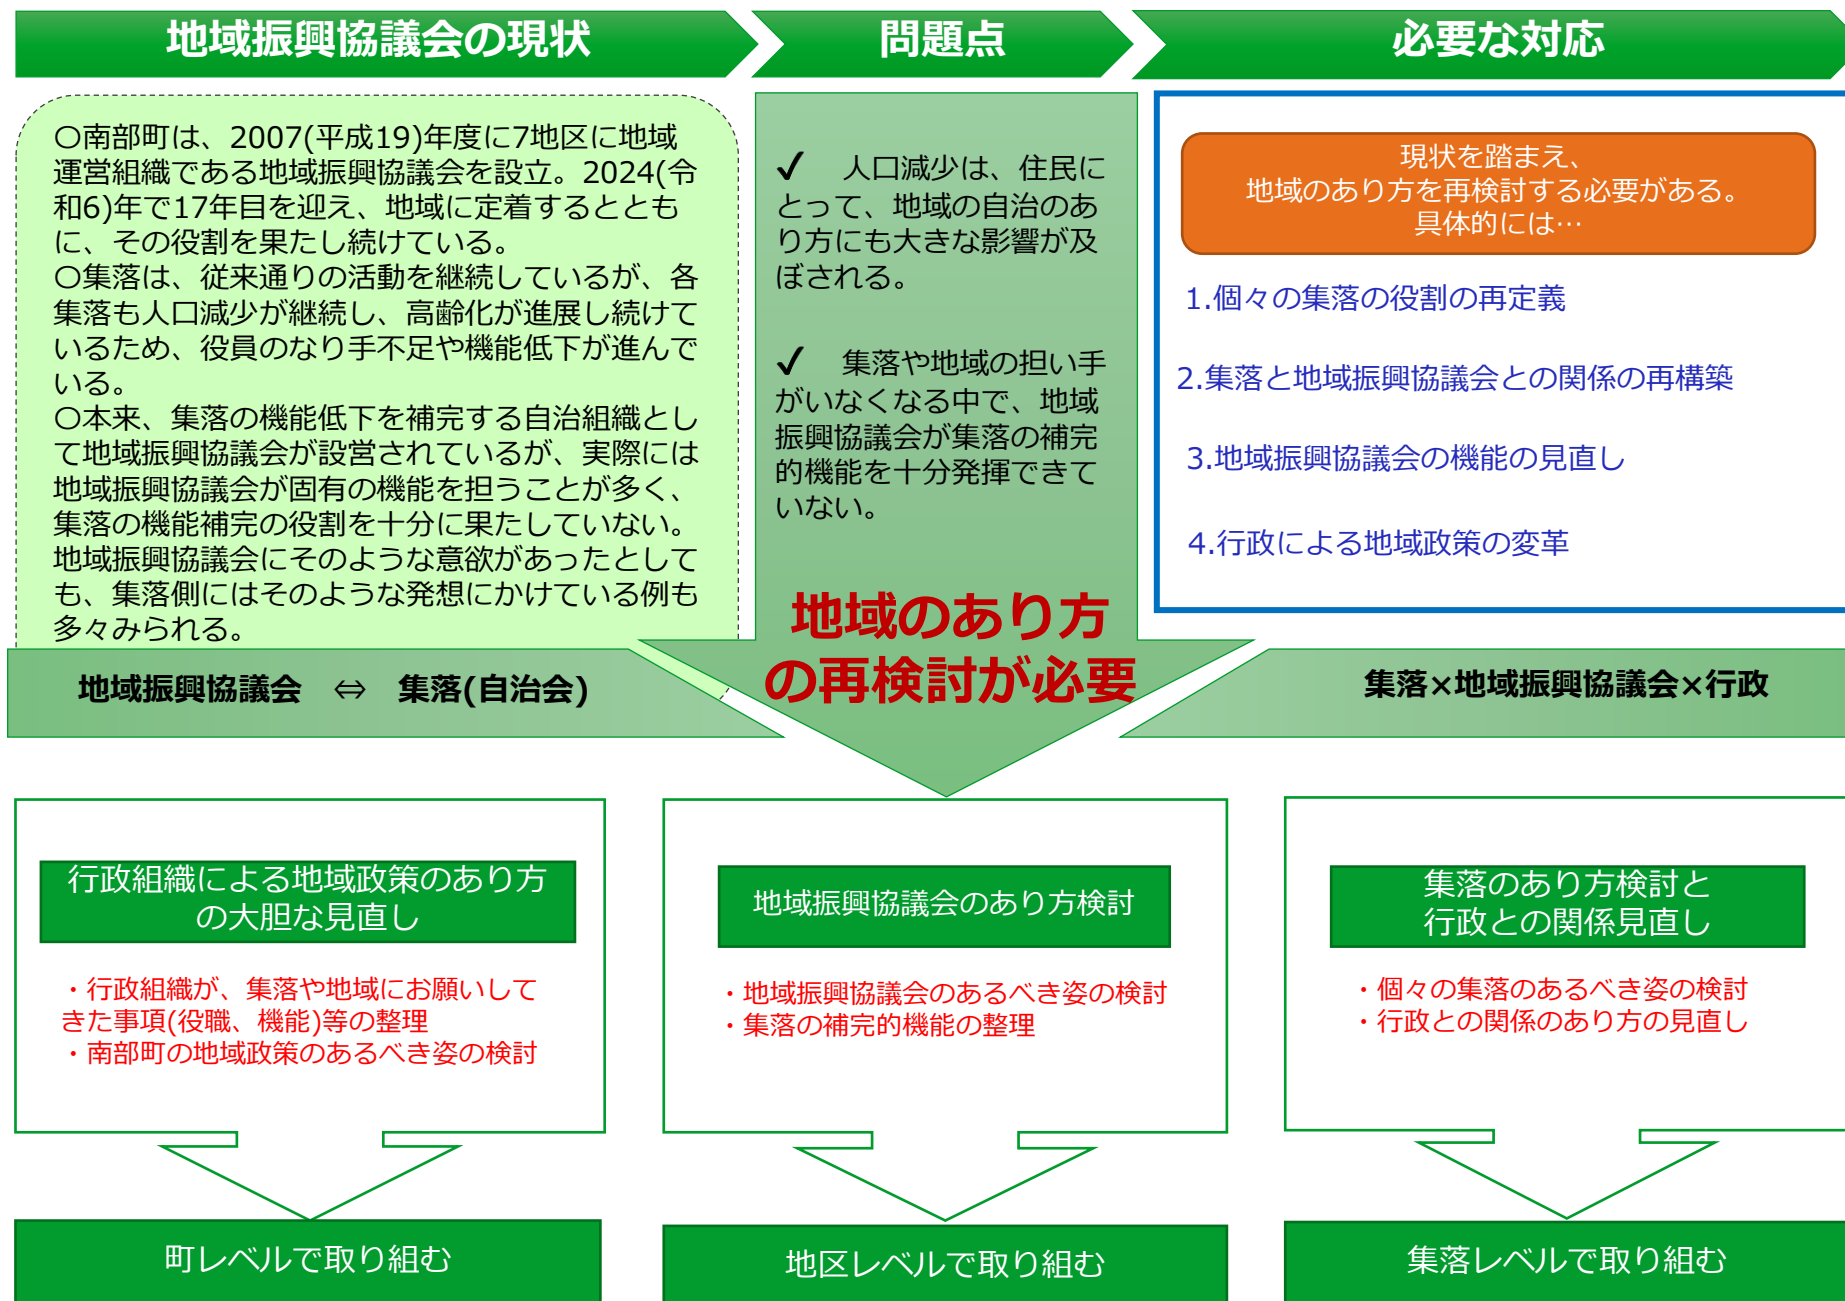 地域振興協議会の現状
問題点
必要な対応
〇南部町は、2007(平成19)年度に7地区に地域
運営組織である地域振興協議会を設立。2024(令
和6)年で17年目を迎え、地域に定着するととも
に、その役割を果たし続けている。
〇集落は、従来通りの活動を継続しているが、各
集落も人口減少が継続し、高齢化が進展し続けて
いるため、役員のなり手不足や機能低下が進んで
いる。
〇本来、集落の機能低下を補完する自治組織とし
て地域振興協議会が設営されているが、実際には
地域振興協議会が固有の機能を担うことが多く、
集落の機能補完の役割を十分に果たしていない。
地域振興協議会にそのような意欲があったとして
も、集落側にはそのような発想にかけている例も
多々みられる。
地域振興協議会 ⇔ 集落(自治会)
✓ 人口減少は、住民に
とって、地域の自治のあ
り方にも大きな影響が及
ぼされる。
✓ 集落や地域の担い手
がいなくなる中で、地域
振興協議会が集落の補完
的機能を十分発揮できて
いない。
地域のあり方
の再検討が必要
現状を踏まえ、
地域のあり方を再検討する必要がある。
具体的には…
1.個々の集落の役割の再定義
2.集落と地域振興協議会との関係の再構築
3.地域振興協議会の機能の見直し
4.行政による地域政策の変革
集落×地域振興協議会×行政
行政組織による地域政策のあり方
の大胆な見直し
・行政組織が、集落や地域にお願いして
きた事項(役職、機能)等の整理
・南部町の地域政策のあるべき姿の検討
町レベルで取り組む
地域振興協議会のあり方検討
・地域振興協議会のあるべき姿の検討
・集落の補完的機能の整理
地区レベルで取り組む
集落のあり方検討と
行政との関係見直し
・個々の集落のあるべき姿の検討
・行政との関係のあり方の見直し
集落レベルで取り組む